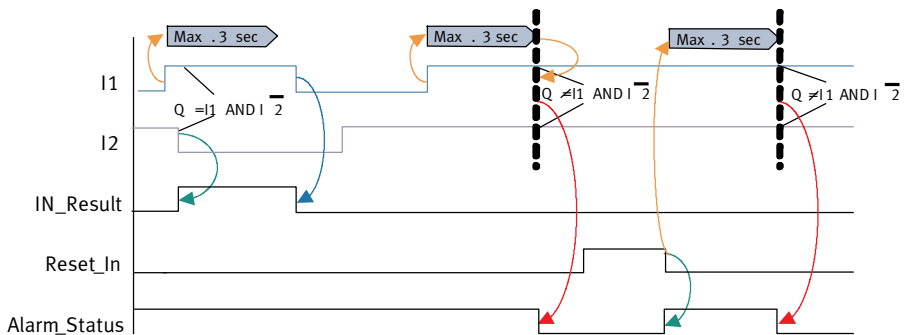 Max . 3 sec
Max . 3 sec
Max . 3 sec
I1
Q =I1 AND I 2̅
Q ≠I1 AND I 2̅
Q ≠I1 AND I 2̅
I2
IN_Result
Reset_In
Alarm_Status